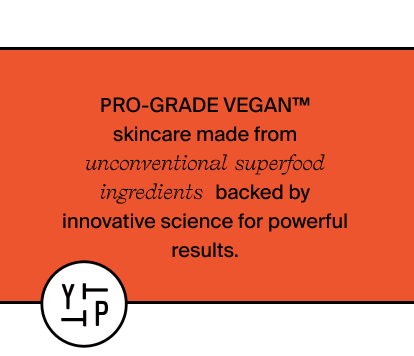 PRO-GRADE VEGAN™
skincare made from
unconventional superfood
ingredients backed by
innovative science for powerful
results.
Y T P